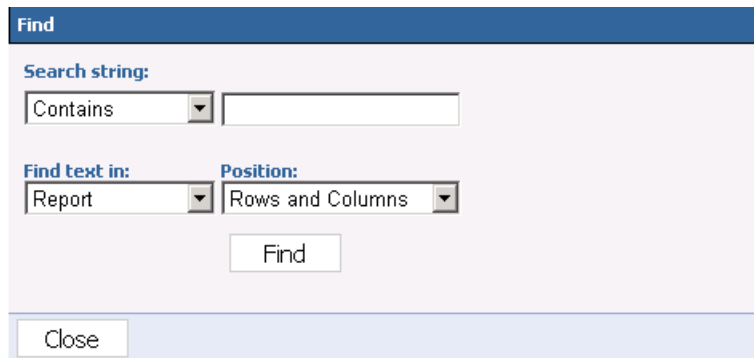 Find
Search string:
Contains
Find text in: Position:
Report Rows and Columns
Find
Close